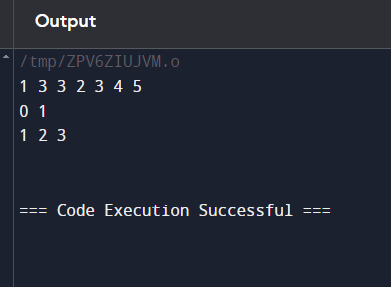 Output
/tmp/ZPV6ZIUJVM.o
1 3 3 2 3 4 5
0 1
1 2 3
=== Code Execution Successful ===